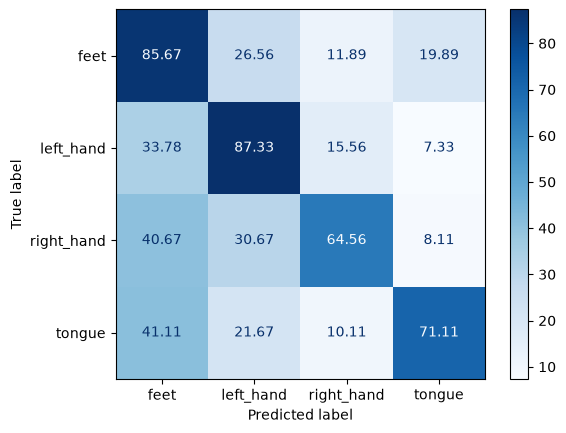 feet 85.67 26.56 11.89 19.89
left_hand 33.78 87.33 15.56 7.33
right_hand 40.67 30.67 64.56 8.11
tongue 41.11 21.67 10.11 71.11
feet left_hand right_hand tongue
Predicted label
True label
80
70
60
50
40
30
20
10